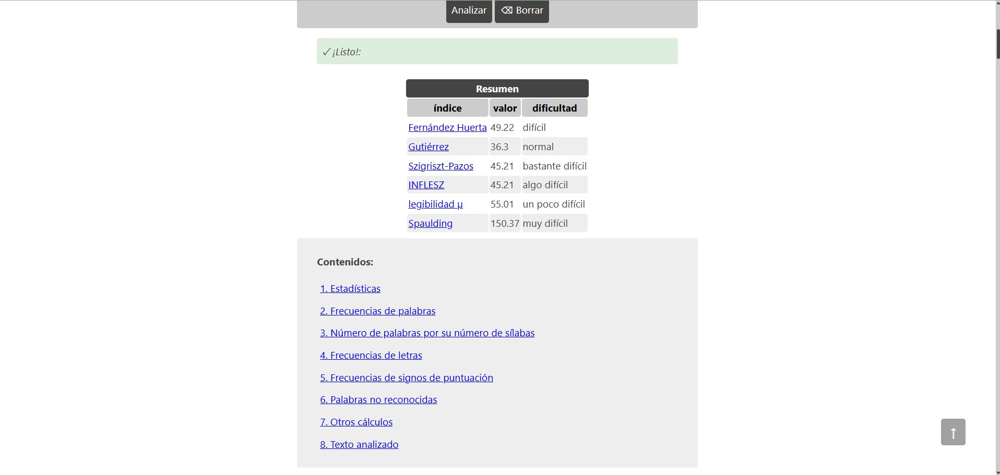 Analizar ⌫ Borrar
✓ ¡Listo!:
Resumen
índice valor dificultad
Fernández Huerta 49.22 difícil
Gutiérrez 36.3 normal
Szigriszt-Pazos 45.21 bastante difícil
INFLESZ 45.21 algo difícil
legibilidad µ 55.01 un poco difícil
Spaulding 150.37 muy difícil
Contenidos:
1. Estadísticas
2. Frecuencias de palabras
3. Número de palabras por su número de sílabas
4. Frecuencias de letras
5. Frecuencias de signos de puntuación
6. Palabras no reconocidas
7. Otros cálculos
8. Texto analizado
↑